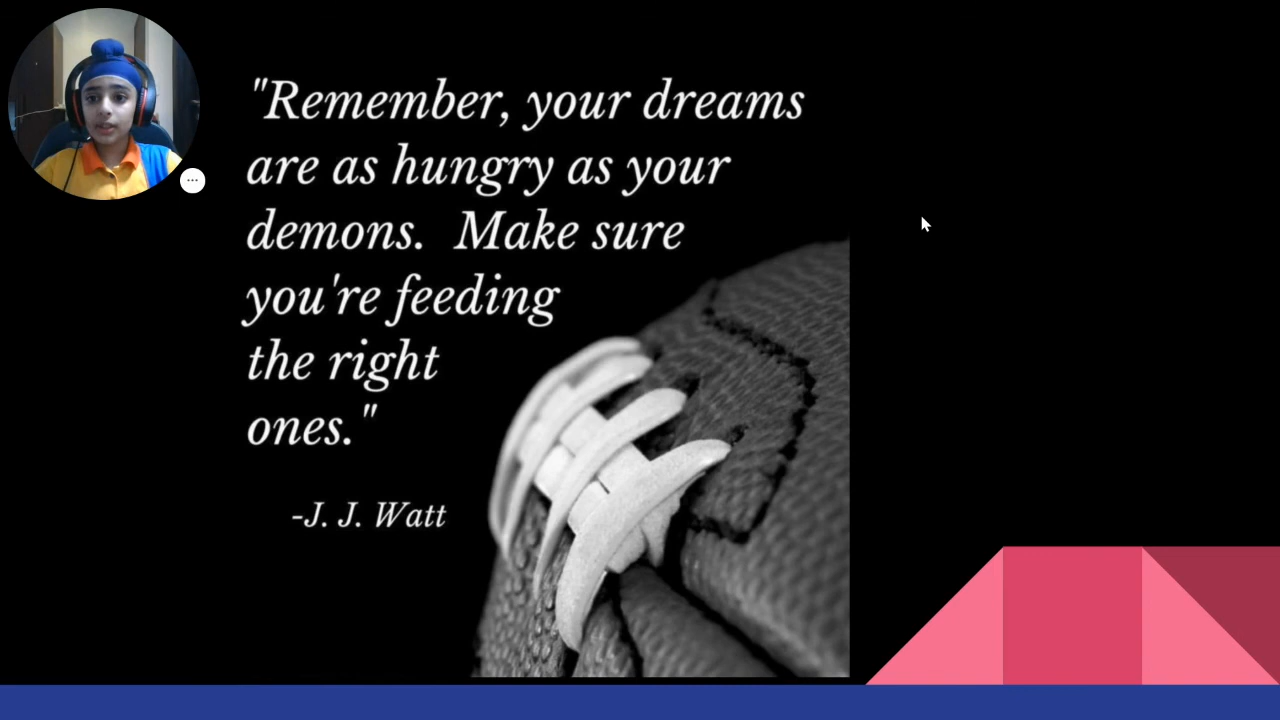 "Remember, your dreams
are as hungry as your
demons.  Make sure
you're feeding
the right
ones."
-J. J. Watt